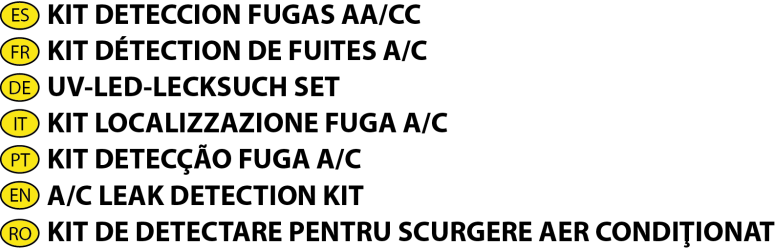 ES KIT DETECCION FUGAS AA/CC
FR KIT DÉTECTION DE FUITES A/C
DE UV-LED-LECKSUCH SET
IT KIT LOCALIZZAZIONE FUGA A/C
PT KIT DETECÇÃO FUGA A/C
EN A/C LEAK DETECTION KIT
RO KIT DE DETECTARE PENTRU SCURGERE AER CONDIŢIONAT